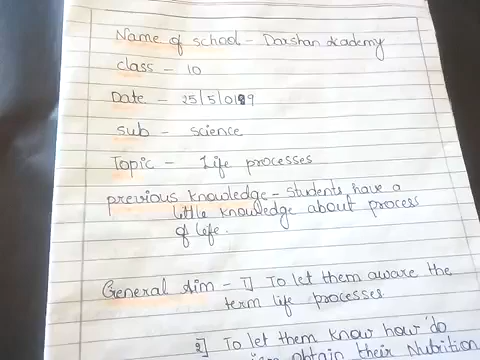 Name of school - Darshan Academy
class - 10
Date - 25/5/019
Sub - science
Topic - Life processes
previous knowledge - Students have a
little knowledge about process
of life.
General Aim - 1] To let them aware the
term life processes
2] To let them know how do
obtain their Nutrition